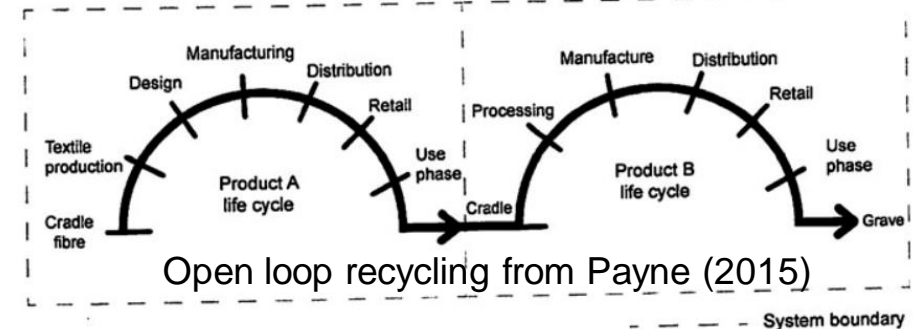 Manufacturing
Design
Distribution
Retail
Textile
production
Use
phase
Product A
life cycle
Cradle
fibre
Manufacture
Distribution
Processing
Retail
Use
phase
Product B
life cycle
Cradle
Grave
Open loop recycling from Payne (2015)
System boundary